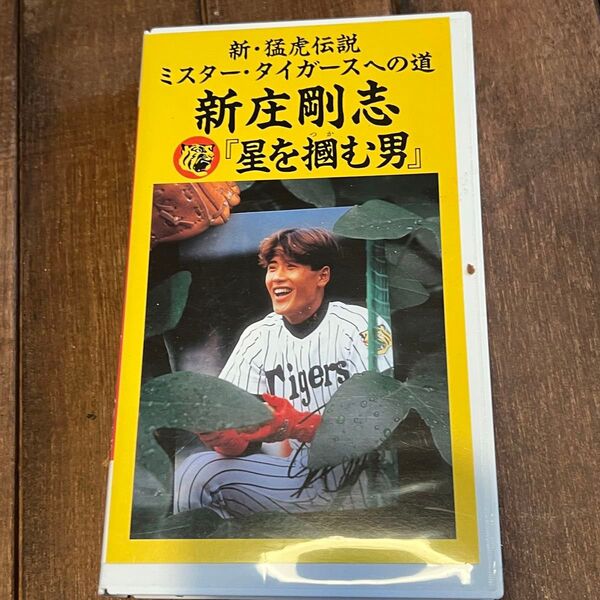 新・猛虎伝説
ミスター・タイガースへの道
新庄剛志
つか
『星を摑む男』
Tigers